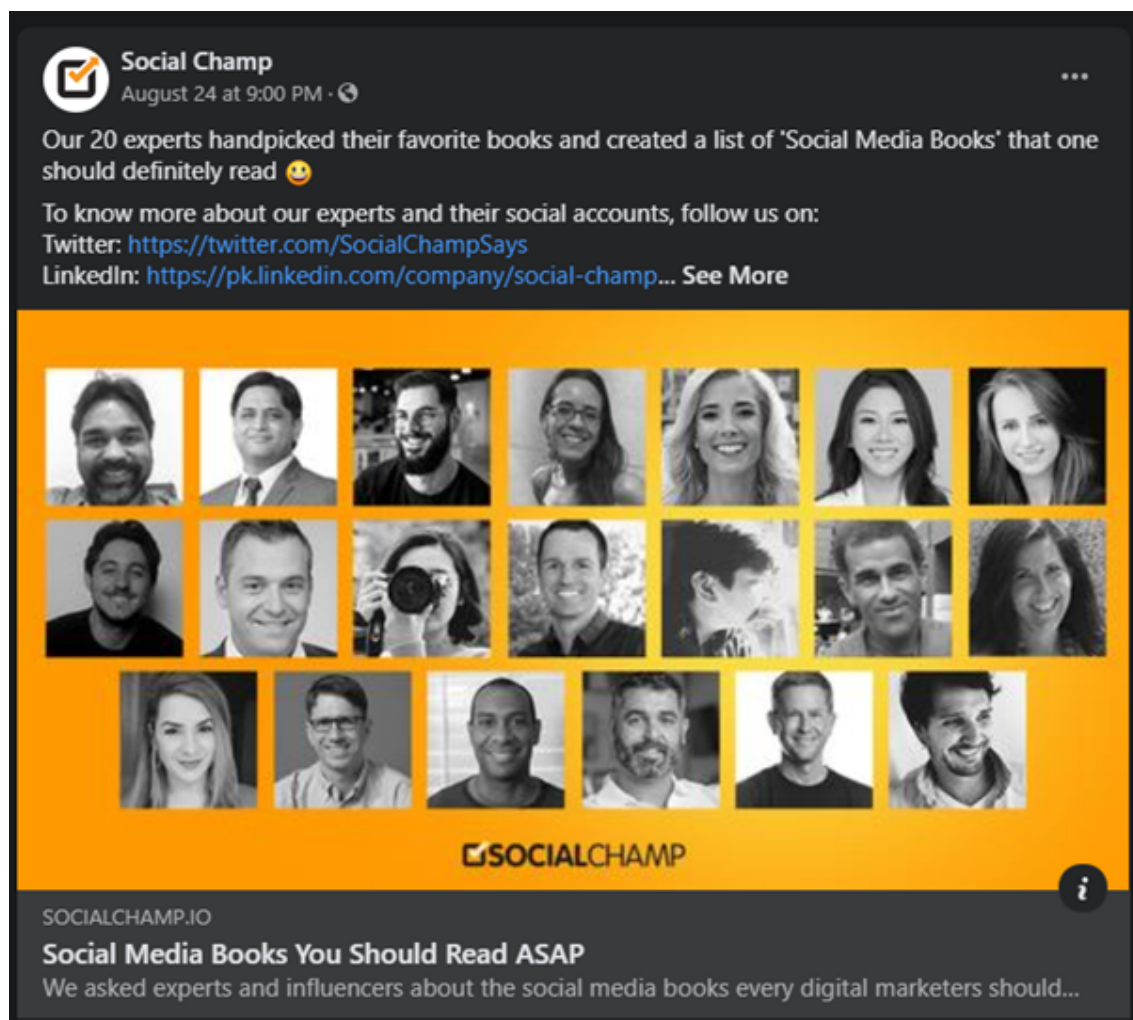 Social Champ
August 24 at 9:00 PM ·
Our 20 experts handpicked their favorite books and created a list of 'Social Media Books' that one
should definitely read 😃
To know more about our experts and their social accounts, follow us on:
Twitter: https://twitter.com/SocialChampSays
LinkedIn: https://pk.linkedin.com/company/social-champ... See More
SOCIALCHAMP
i
SOCIALCHAMP.IO
Social Media Books You Should Read ASAP
We asked experts and influencers about the social media books every digital marketers should...